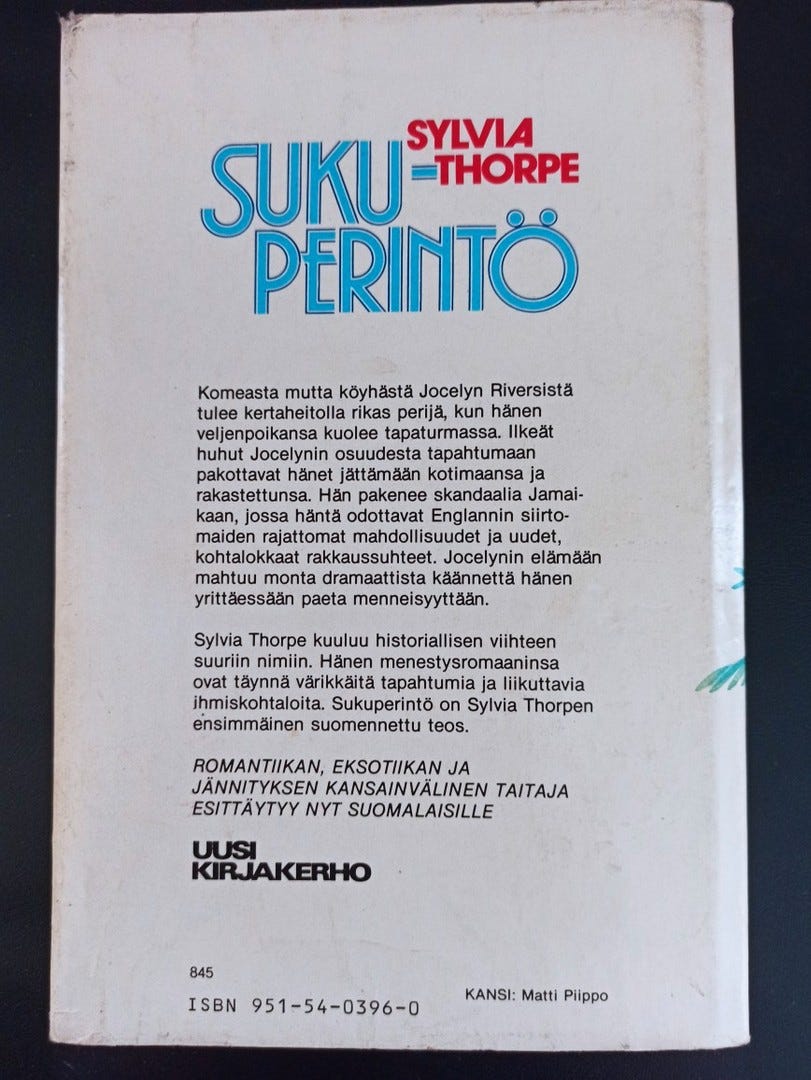 SYLVIA
THORPE
SUKU=
PERINTÖ
Komeasta mutta köyhästä Jocelyn Riversistä
tulee kertaheitolla rikas perijä, kun hänen
veljenpoikansa kuolee tapaturmassa. Ilkeät
huhut Jocelynin osuudesta tapahtumaan
pakottavat hänet jättämään kotimaansa ja
rakastettunsa. Hän pakenee skandaalia Jamai-
kaan, jossa häntä odottavat Englannin siirto-
maiden rajattomat mahdollisuudet ja uudet,
kohtalokkaat rakkaussuhteet. Jocelynin elämään
mahtuu monta dramaattista käännettä hänen
yrittäessään paeta menneisyyttään.
Sylvia Thorpe kuuluu historiallisen viihteen
suuriin nimiin. Hänen menestysromaaninsa
ovat täynnä värikkäitä tapahtumia ja liikuttavia
ihmiskohtaloita. Sukuperintö on Sylvia Thorpen
ensimmäinen suomennettu teos.
ROMANTIIKAN, EKSOTIIKAN JA
JÄNNITYKSEN KANSAINVÄLINEN TAITAJA
ESITTÄYTYY NYT SUOMALAISILLE
UUSI
KIRJAKERHO
845
ISBN 951-54-0396-0
KANSI: Matti Piippo